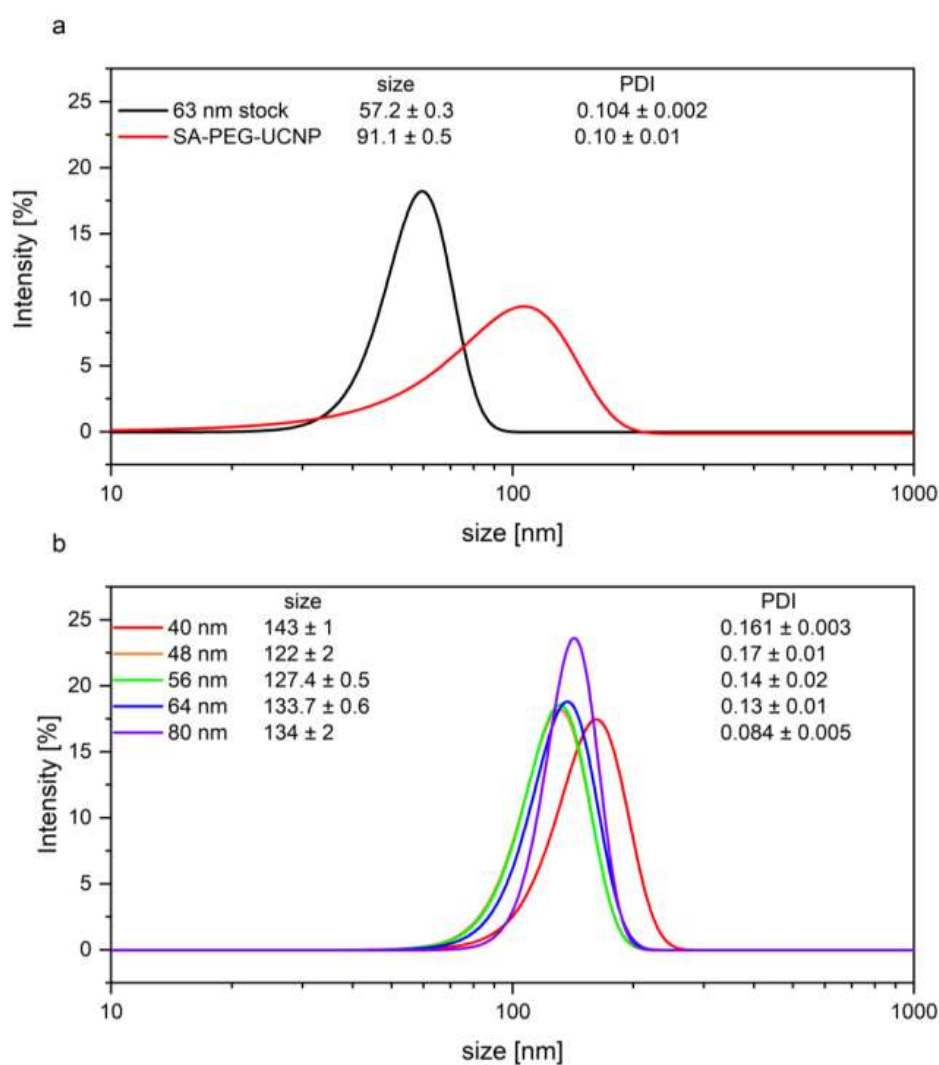 a
size PDI
63 nm stock 57.2 ± 0.3 0.104 ± 0.002
SA-PEG-UCNP 91.1 ± 0.5 0.10 ± 0.01
25
20
15
10
5
0
Intensity [%]
10 100 1000
size [nm]
b
size PDI
40 nm 143 ± 1 0.161 ± 0.003
48 nm 122 ± 2 0.17 ± 0.01
56 nm 127.4 ± 0.5 0.14 ± 0.02
64 nm 133.7 ± 0.6 0.13 ± 0.01
80 nm 134 ± 2 0.084 ± 0.005
25
20
15
10
5
0
Intensity [%]
10 100 1000
size [nm]